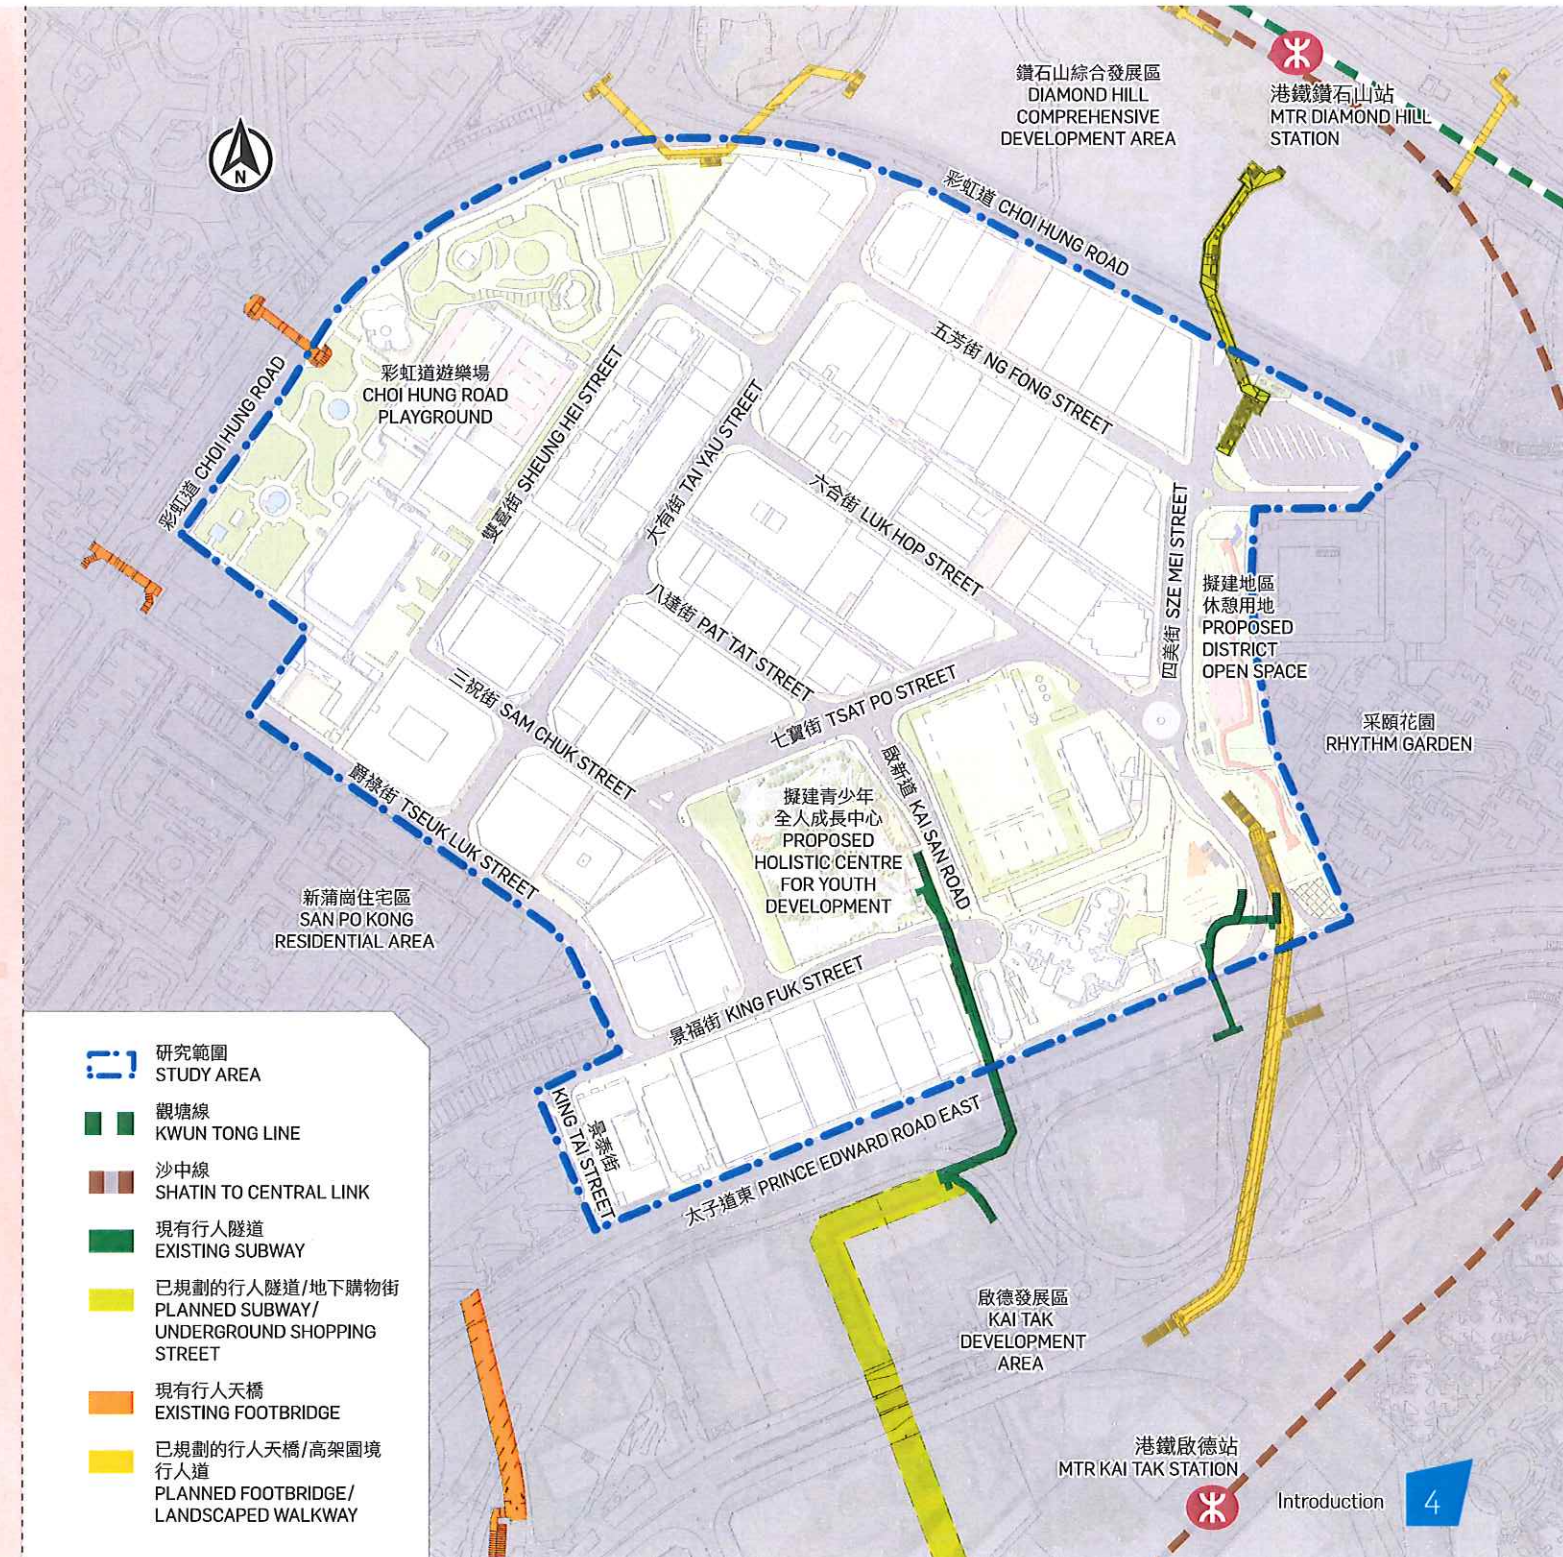 鑽石山綜合發展區
DIAMOND HILL
COMPREHENSIVE
DEVELOPMENT AREA
港鐵鑽石山站
MTR DIAMOND HILL
STATION
N
彩虹道 CHOI HUNG ROAD
五芳街 NG FONG STREET
彩虹道遊樂場
CHOI HUNG ROAD
PLAYGROUND
彩虹道 CHOI HUNG ROAD
雙喜街 SHEUNG HEI STREET
大有街 TAI YAU STREET
六合街 LUK HOP STREET
四美街 SZE MEI STREET
擬建地區
休憩用地
PROPOSED
DISTRICT
OPEN SPACE
八達街 PAT TAT STREET
三祝街 SAM CHUK STREET
七寶街 TSAT PO STREET
采頤花園
RHYTHM GARDEN
爵祿街 TSEUK LUK STREET
擬建青少年
全人成長中心
PROPOSED
HOLISTIC CENTRE
FOR YOUTH
DEVELOPMENT
啟新道 KAI SAN ROAD
新蒲崗住宅區
SAN PO KONG
RESIDENTIAL AREA
景福街 KING FUK STREET
景泰街
KING TAI STREET
太子道東 PRINCE EDWARD ROAD EAST
啟德發展區
KAI TAK
DEVELOPMENT
AREA
港鐵啟德站
MTR KAI TAK STATION
研究範圍
STUDY AREA
觀塘線
KWUN TONG LINE
沙中線
SHATIN TO CENTRAL LINK
現有行人隧道
EXISTING SUBWAY
已規劃的行人隧道/地下購物街
PLANNED SUBWAY/
UNDERGROUND SHOPPING
STREET
現有行人天橋
EXISTING FOOTBRIDGE
已規劃的行人天橋/高架園境
行人道
PLANNED FOOTBRIDGE/
LANDSCAPED WALKWAY
Introduction 4